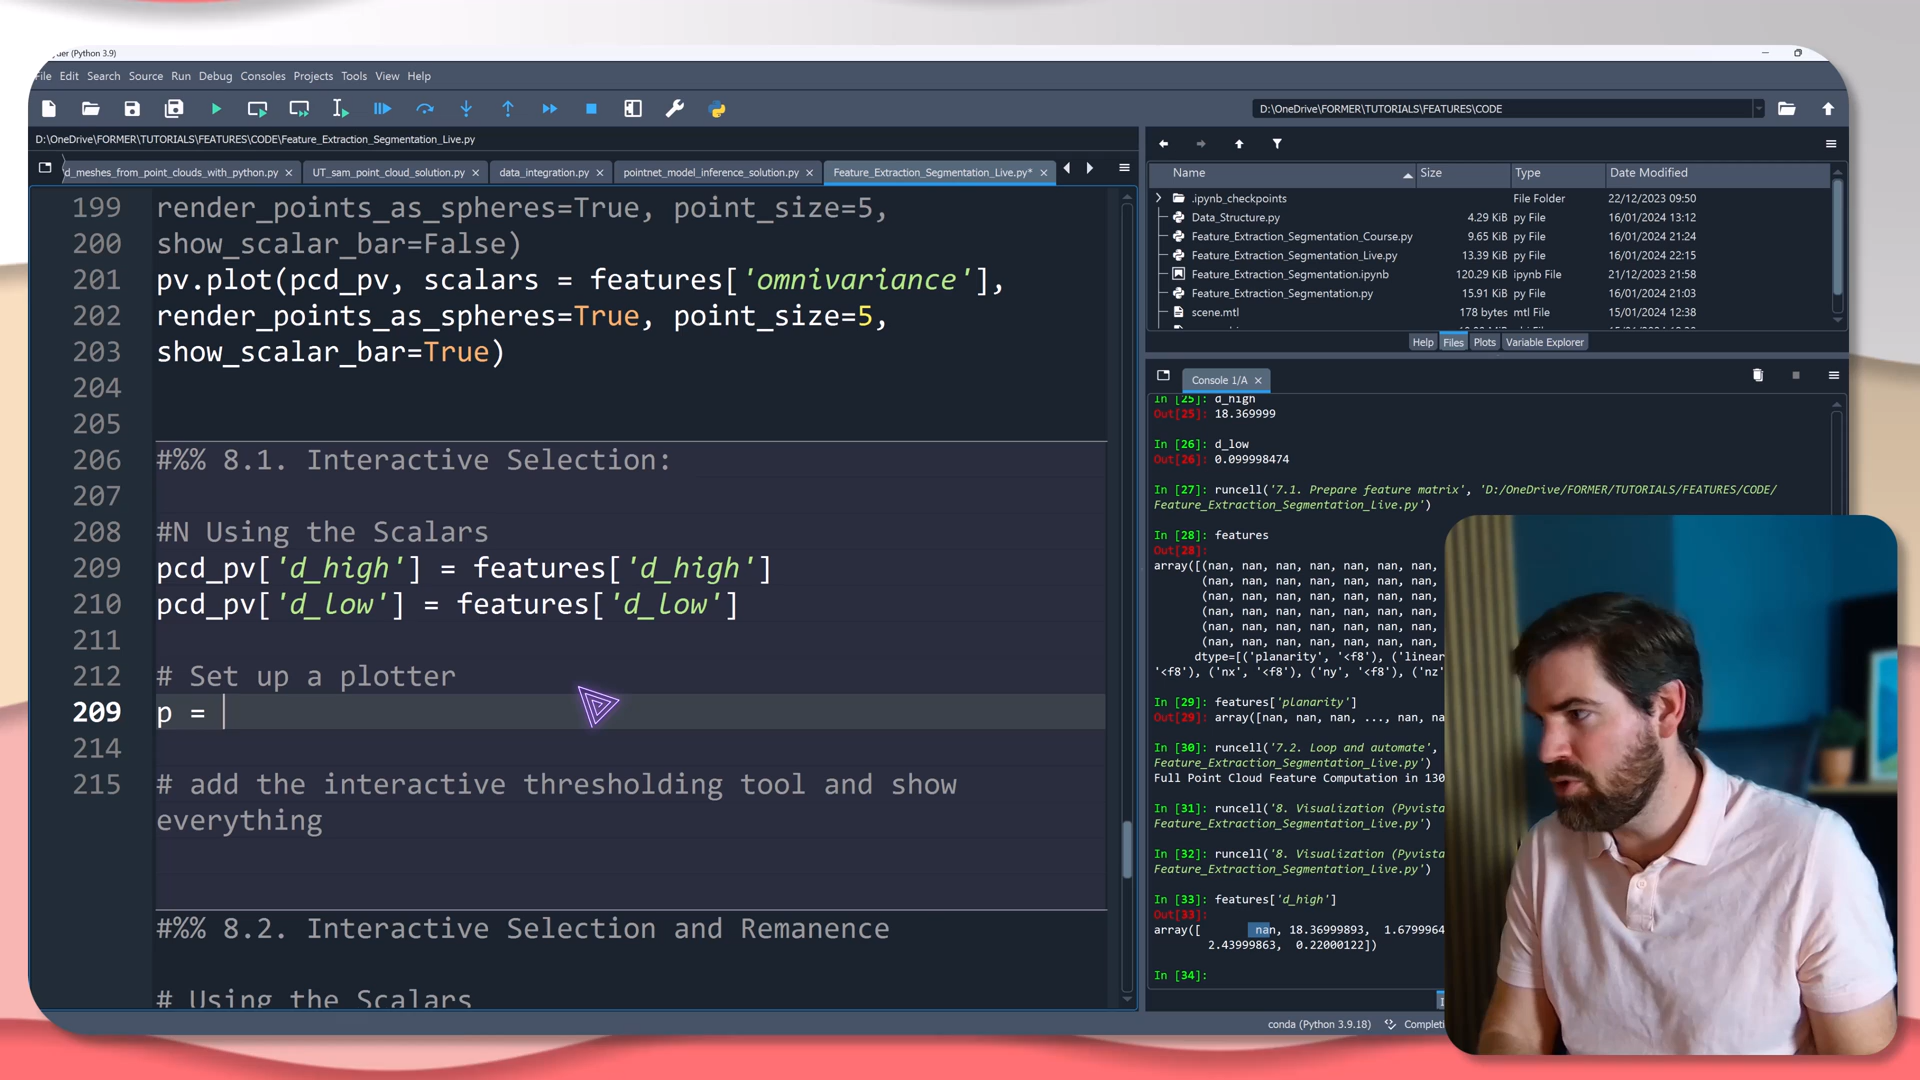 (Python 3.9)
File Edit Search Source Run Debug Consoles Projects Tools View Help
D:\OneDrive\FORMER\TUTORIALS\FEATURES\CODE
D:\OneDrive\FORMER\TUTORIALS\FEATURES\CODE\Feature_Extraction_Segmentation_Live.py
d_meshes_from_point_clouds_with_python.py
UT_sam_point_cloud_solution.py
data_integration.py
pointnet_model_inference_solution.py
Feature_Extraction_Segmentation_Live.py*
199 render_points_as_spheres=True, point_size=5,
200 show_scalar_bar=False)
201 pv.plot(pcd_pv, scalars = features['omnivariance'],
202 render_points_as_spheres=True, point_size=5,
203 show_scalar_bar=True)
204
205
206 #%% 8.1. Interactive Selection:
207
208 #N Using the Scalars
209 pcd_pv['d_high'] = features['d_high']
210 pcd_pv['d_low'] = features['d_low']
211
212 # Set up a plotter
209 p =
214
215 # add the interactive thresholding tool and show
everything
#%% 8.2. Interactive Selection and Remanence
# Using the Scalars
Name Size Type Date Modified
.ipynb_checkpoints File Folder 22/12/2023 09:50
Data_Structure.py 4.29 KiB py File 16/01/2024 13:12
Feature_Extraction_Segmentation_Course.py 9.65 KiB py File 16/01/2024 21:24
Feature_Extraction_Segmentation_Live.py 13.39 KiB py File 16/01/2024 22:15
Feature_Extraction_Segmentation.ipynb 120.29 KiB ipynb File 21/12/2023 21:58
Feature_Extraction_Segmentation.py 15.91 KiB py File 16/01/2024 21:03
scene.mtl 178 bytes mtl File 15/01/2024 12:38
Help Files Plots Variable Explorer
Console 1/A
In [25]: d_high
Out[25]: 18.369999
In [26]: d_low
Out[26]: 0.099998474
In [27]: runcell('7.1. Prepare feature matrix', 'D:/OneDrive/FORMER/TUTORIALS/FEATURES/CODE/
Feature_Extraction_Segmentation_Live.py')
In [28]: features
Out[28]:
array([(nan, nan, nan, nan, nan, nan,
(nan, nan, nan, nan, nan, nan,
(nan, nan, nan, nan, nan, nan,
(nan, nan, nan, nan, nan, nan,
(nan, nan, nan, nan, nan, nan,
(nan, nan, nan, nan, nan, nan,
dtype=[('planarity', '<f8'), ('linear
'<f8'), ('nx', '<f8'), ('ny', '<f8'), ('nz'
In [29]: features['planarity']
Out[29]: array([nan, nan, nan, ..., nan, na
In [30]: runcell('7.2. Loop and automate',
Feature_Extraction_Segmentation_Live.py')
Full Point Cloud Feature Computation in 130
In [31]: runcell('8. Visualization (Pyvista
Feature_Extraction_Segmentation_Live.py')
In [32]: runcell('8. Visualization (Pyvista
Feature_Extraction_Segmentation_Live.py')
In [33]: features['d_high']
Out[33]:
array([ nan, 18.36999893, 1.6799964
2.43999863, 0.22000122])
In [34]:
conda (Python 3.9.18)